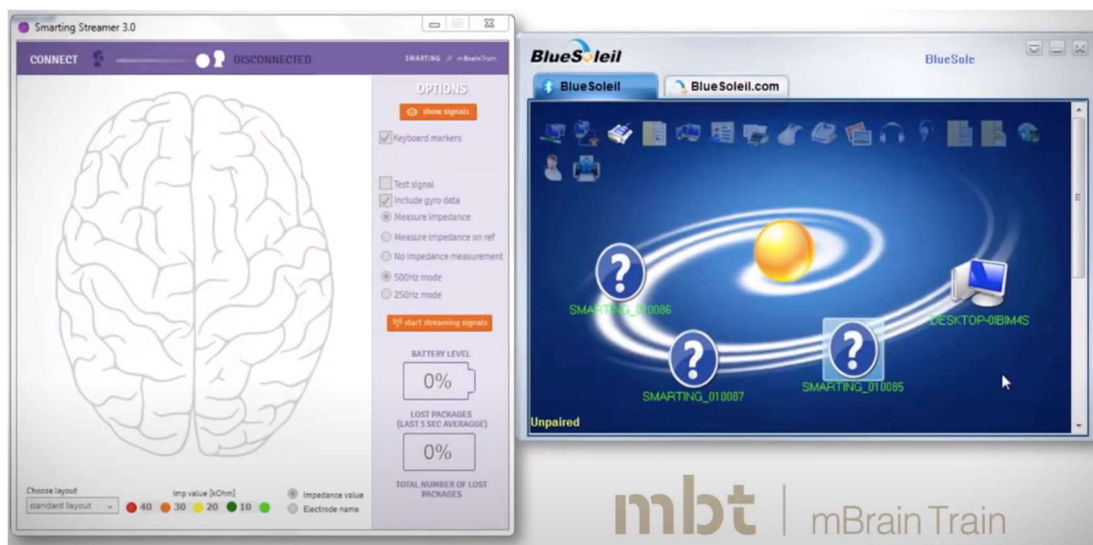 Smarting Streamer 3.0
CONNECT
DISCONNECTED
SMARTING // mBrainTrain
OPTIONS
show signals
Keyboard markers
Test signal
Include gyro data
Measure impedance
Measure impedance on ref
No impedance measurement
500Hz mode
250Hz mode
start streaming signals
BATTERY LEVEL
0%
LOST PACKAGES
(LAST 5 SEC AVERAGGE)
0%
TOTAL NUMBER OF LOST
PACKAGES
Choose layout
standard layout
imp value [kOhm]
40 30 20 10
Impedance value
Electrode name
BlueSoleil
BlueSole
BlueSoleil
BlueSoleil.com
SMARTING_010086
DESKTOP-0IBIM4S
SMARTING_010085
SMARTING_010087
Unpaired
mbt | mBrainTrain